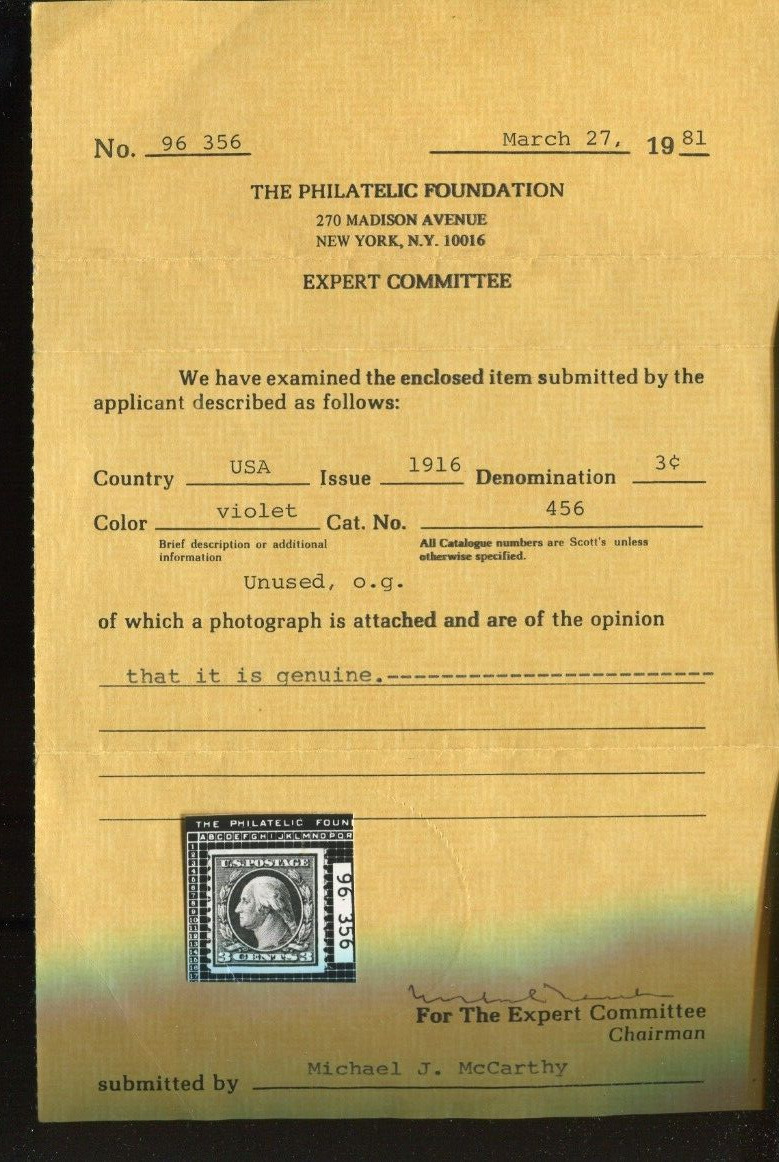 No. 96 356 March 27, 19 81
THE PHILATELIC FOUNDATION
270 MADISON AVENUE
NEW YORK, N.Y. 10016
EXPERT COMMITTEE
We have examined the enclosed item submitted by the
applicant described as follows:
Country USA Issue 1916 Denomination 3¢
Color violet Cat. No. 456
Brief description or additional
information
All Catalogue numbers are Scott's unless
otherwise specified.
Unused, o.g.
of which a photograph is attached and are of the opinion
that it is genuine.-------------------------
THE PHILATELIC FOUN
ABCDEFGHIJKLMNOPQR
U.S.POSTAGE
3 CENTS 3
96 356
For The Expert Committee
Chairman
submitted by Michael J. McCarthy